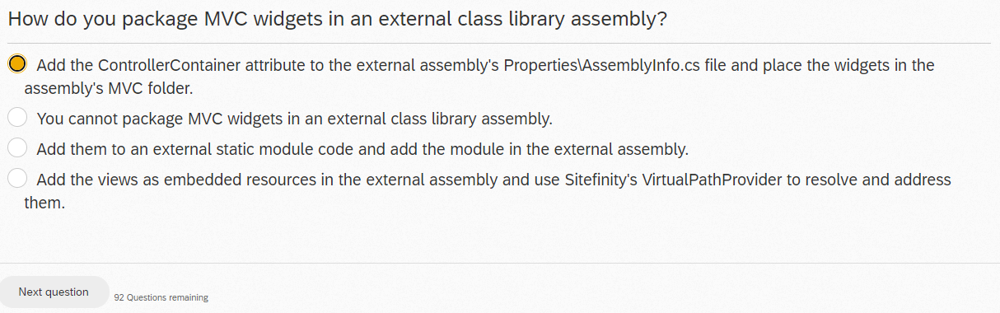 How do you package MVC widgets in an external class library assembly?
Add the ControllerContainer attribute to the external assembly's Properties\AssemblyInfo.cs file and place the widgets in the
assembly's MVC folder.
You cannot package MVC widgets in an external class library assembly.
Add them to an external static module code and add the module in the external assembly.
Add the views as embedded resources in the external assembly and use Sitefinity's VirtualPathProvider to resolve and address
them.
Next question
92 Questions remaining